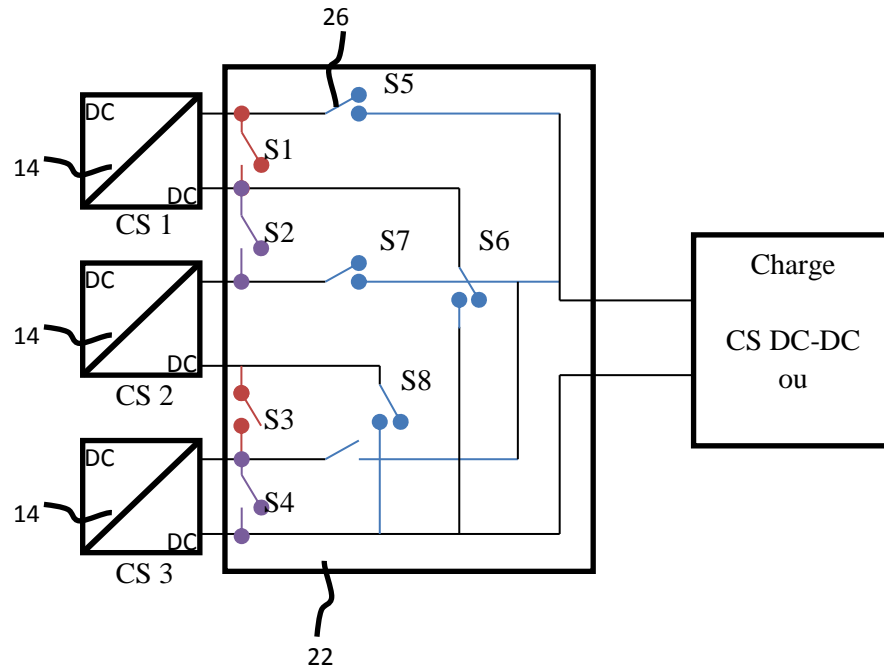 26
DC
S5
14
S1
DC
CS 1
S2
S7
S6
DC
14
DC
CS 2
S8
S3
DC
14
S4
DC
CS 3
22
Charge
CS DC-DC
ou